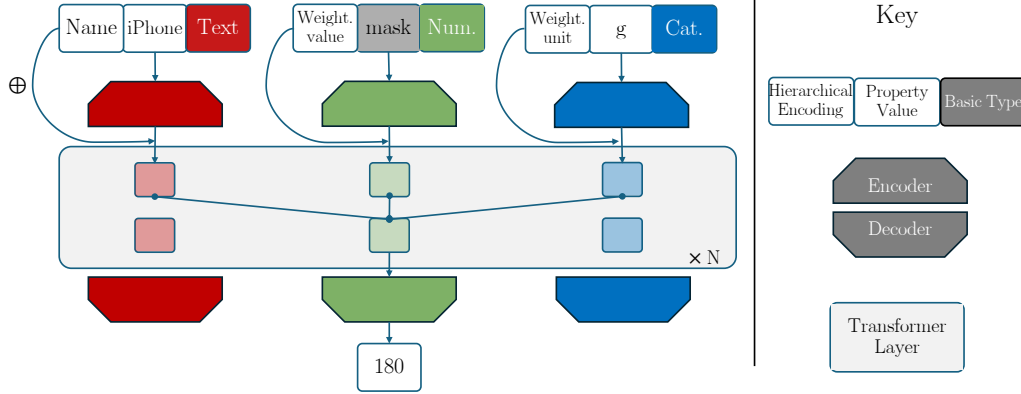 Name iPhone Text
Weight. value mask Num.
Weight. unit g Cat.
⊕
× N
180
Key
Hierarchical Encoding
Property Value
Basic Type
Encoder
Decoder
Transformer
Layer